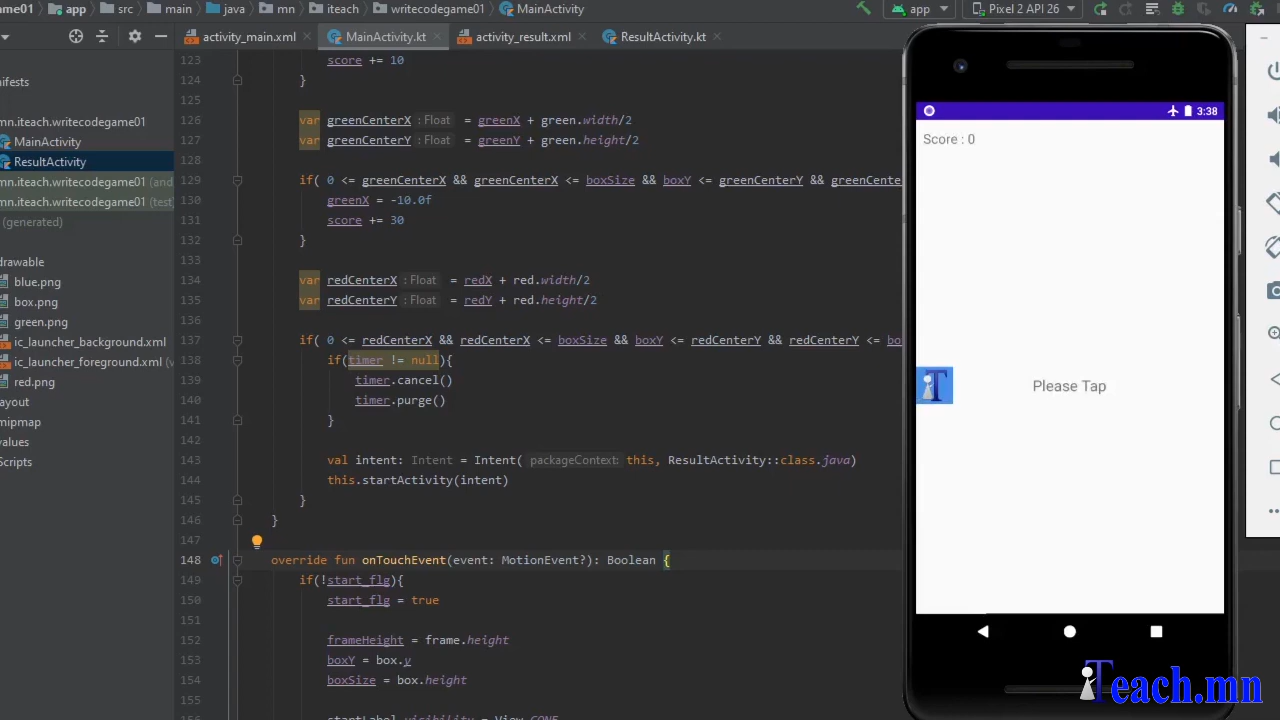 ame01 app src main java mn iteach writecodegame01 MainActivity app Pixel 2 API 26
activity_main.xml MainActivity.kt activity_result.xml ResultActivity.kt
nifests
mn.iteach.writecodegame01
MainActivity
ResultActivity
mn.iteach.writecodegame01 (and
mn.iteach.writecodegame01 (test)
(generated)
drawable
blue.png
box.png
green.png
ic_launcher_background.xml
ic_launcher_foreground.xml (v
red.png
ayout
mipmap
values
Scripts
123 score += 10
124 }
125
126 var greenCenterX :Float = greenX + green.width/2
127 var greenCenterY :Float = greenY + green.height/2
128
129 if( 0 <= greenCenterX && greenCenterX <= boxSize && boxY <= greenCenterY && greenCente
130 greenX = -10.0f
131 score += 30
132 }
133
134 var redCenterX :Float = redX + red.width/2
135 var redCenterY :Float = redY + red.height/2
136
137 if( 0 <= redCenterX && redCenterX <= boxSize && boxY <= redCenterY && redCenterY <= bo
138 if(timer != null){
139 timer.cancel()
140 timer.purge()
141 }
142
143 val intent: Intent = Intent( packageContext: this, ResultActivity::class.java)
144 this.startActivity(intent)
145 }
146 }
147
148 override fun onTouchEvent(event: MotionEvent?): Boolean {
149 if(!start_flg){
150 start_flg = true
151
152 frameHeight = frame.height
153 boxY = box.y
154 boxSize = box.height
155
156 startLabel.visibility = View.GONE
3:38
Score : 0
T
Please Tap
Teach.mn